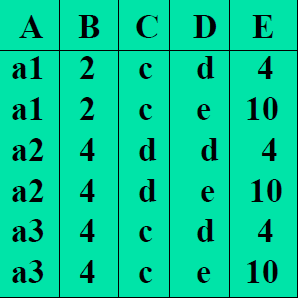 A B C D E
a1 2 c d 4
a1 2 c e 10
a2 4 d d 4
a2 4 d e 10
a3 4 c d 4
a3 4 c e 10